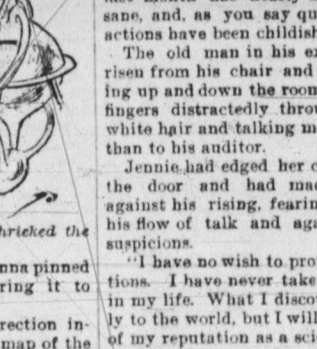 hrieked the
nna pinned
ring it to
rection in-
map of the
sane, and, as you say qu
actions have been childish
The old man in his ex
risen from his chair and
ing up and down the room
fingers distractedly throu
white hair and talking m
than to his auditor.
Jennie had edged her c
the door and had mad
against his rising, fearin
his flow of talk and aga
suspicions.
"I have no wish to pro
tions. I have never take
in my life. What I disco
ly to the world, but I will
of my reputation as a sci